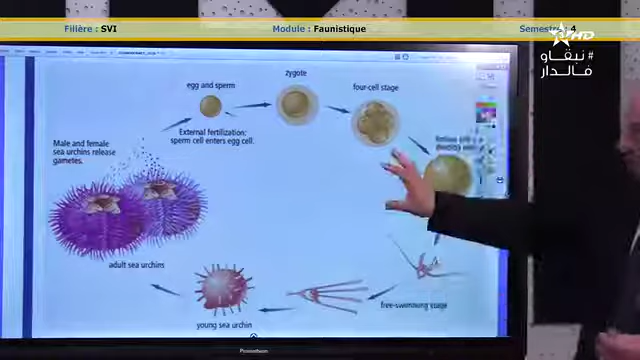 Filière : SVI
Module : Faunistique
Semestre 4
HD
#نبقاو
فالدار
zygote
egg and sperm
four-cell stage
External fertilization:
sperm cell enters egg cell.
Male and female
sea urchins release
gametes.
adult sea urchins
free-swimming stage
young sea urchin